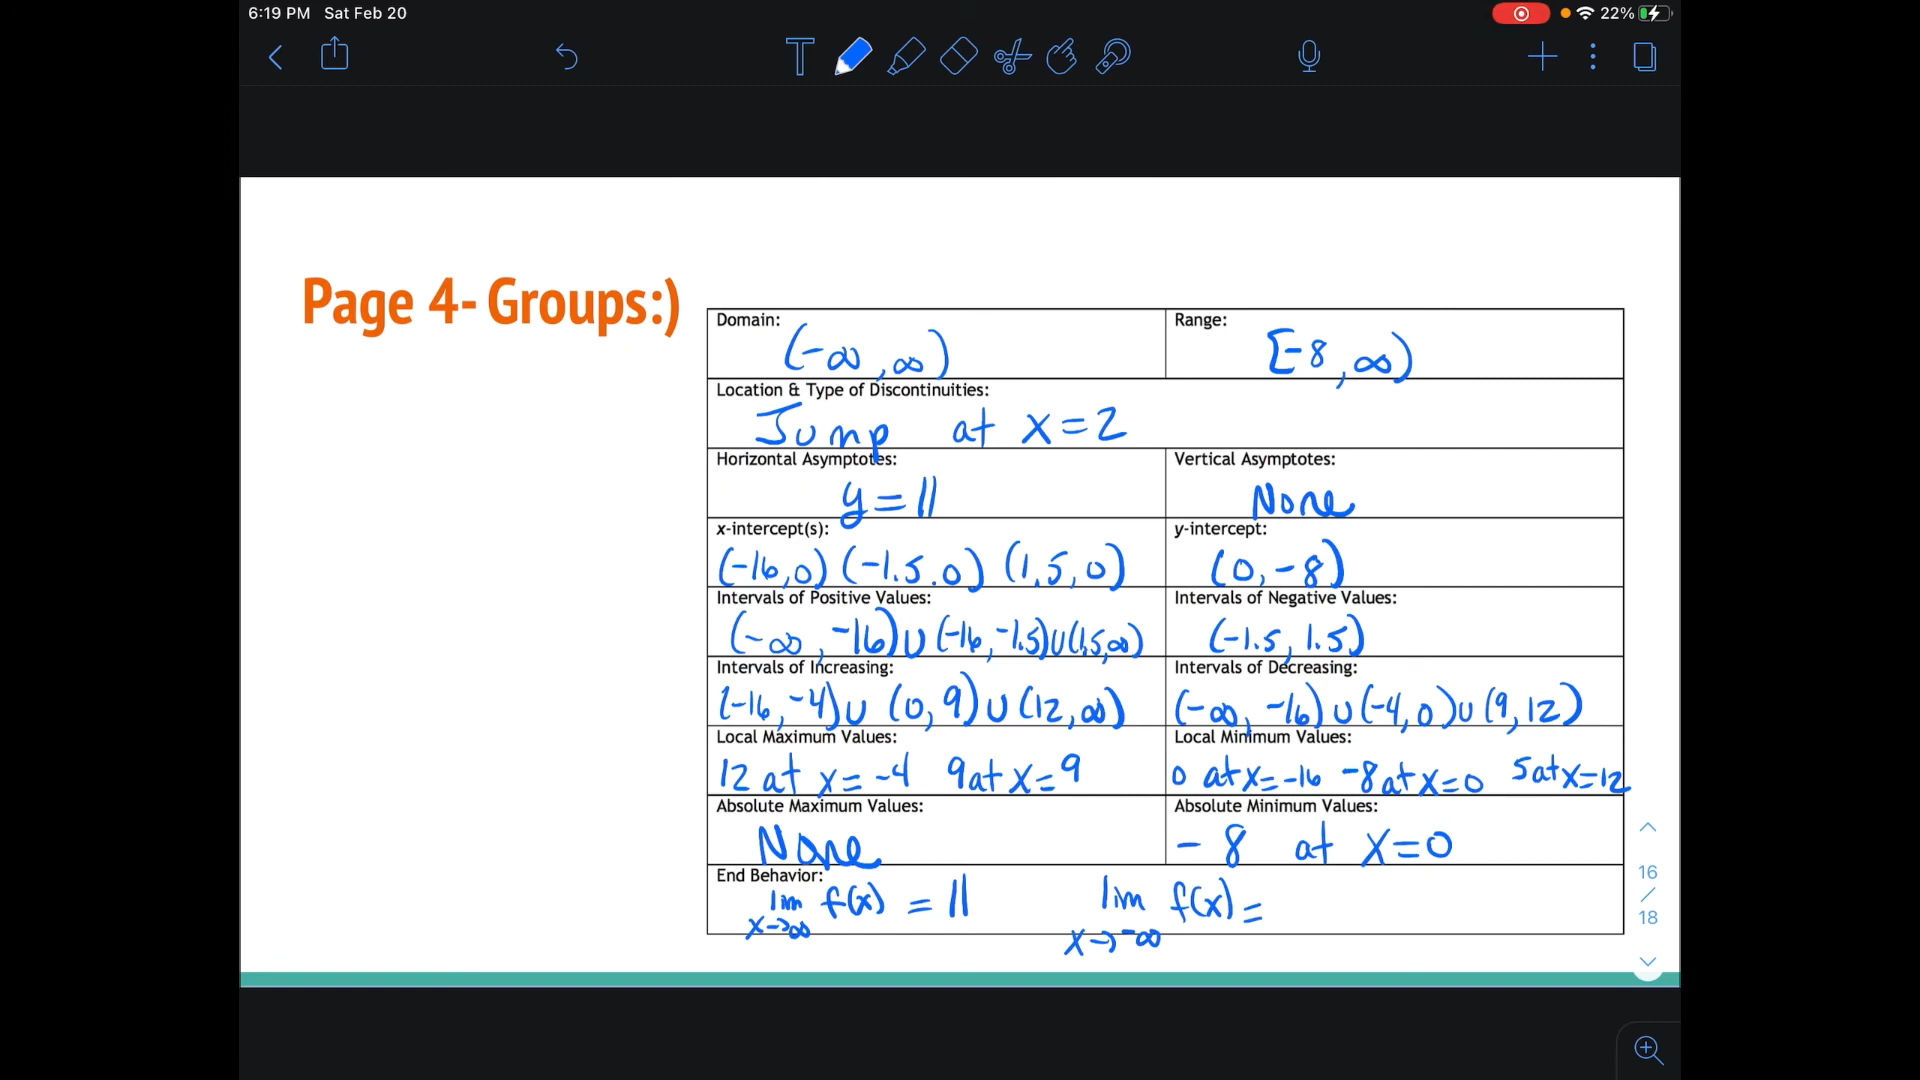 6:19 PM Sat Feb 20
22%
Page 4- Groups:)
Domain:
(-∞, ∞)
Range:
[-8, ∞)
Location & Type of Discontinuities:
Jump at x=2
Horizontal Asymptotes:
y=11
Vertical Asymptotes:
None
x-intercept(s):
(-16,0) (-1.5.0) (1.5,0)
y-intercept:
(0,-8)
Intervals of Positive Values:
(-∞, -16)∪(-16,-1.5)∪(1.5,∞)
Intervals of Negative Values:
(-1.5, 1.5)
Intervals of Increasing:
(-16,-4)∪ (0,9)∪(12,∞)
Intervals of Decreasing:
(-∞, -16)∪(-4,0)∪(9,12)
Local Maximum Values:
12 at x=-4 9 at x=9
Local Minimum Values:
0 at x=-16 -8 at x=0 5 at x=12
Absolute Maximum Values:
None
Absolute Minimum Values:
-8 at x=0
End Behavior:
lim f(x) = 11 lim f(x) =
x→∞ x→-∞
16
/
18